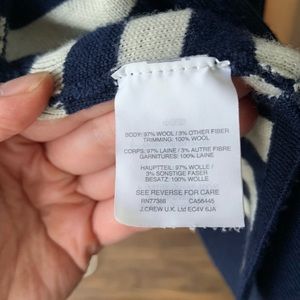 BODY: 97% WOOL / 3% OTHER FIBER
TRIMMING: 100% WOOL
CORPS: 97% LAINE / 3% AUTRE FIBRE
GARNITURES: 100% LAINE
HAUPTTEIL: 97% WOLLE /
3% SONSTIGE FASER
BESATZ: 100% WOLLE
SEE REVERSE FOR CARE
RN77388 CA56445
J.CREW U.K. Ltd EC4V 6JA